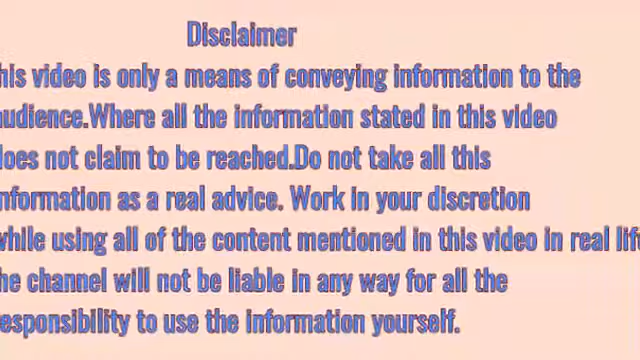 Disclaimer
his video is only a means of conveying information to the
audience.Where all the information stated in this video
does not claim to be reached.Do not take all this
nformation as a real advice. Work in your discretion
while using all of the content mentioned in this video in real life
he channel will not be liable in any way for all the
esponsibility to use the information yourself.